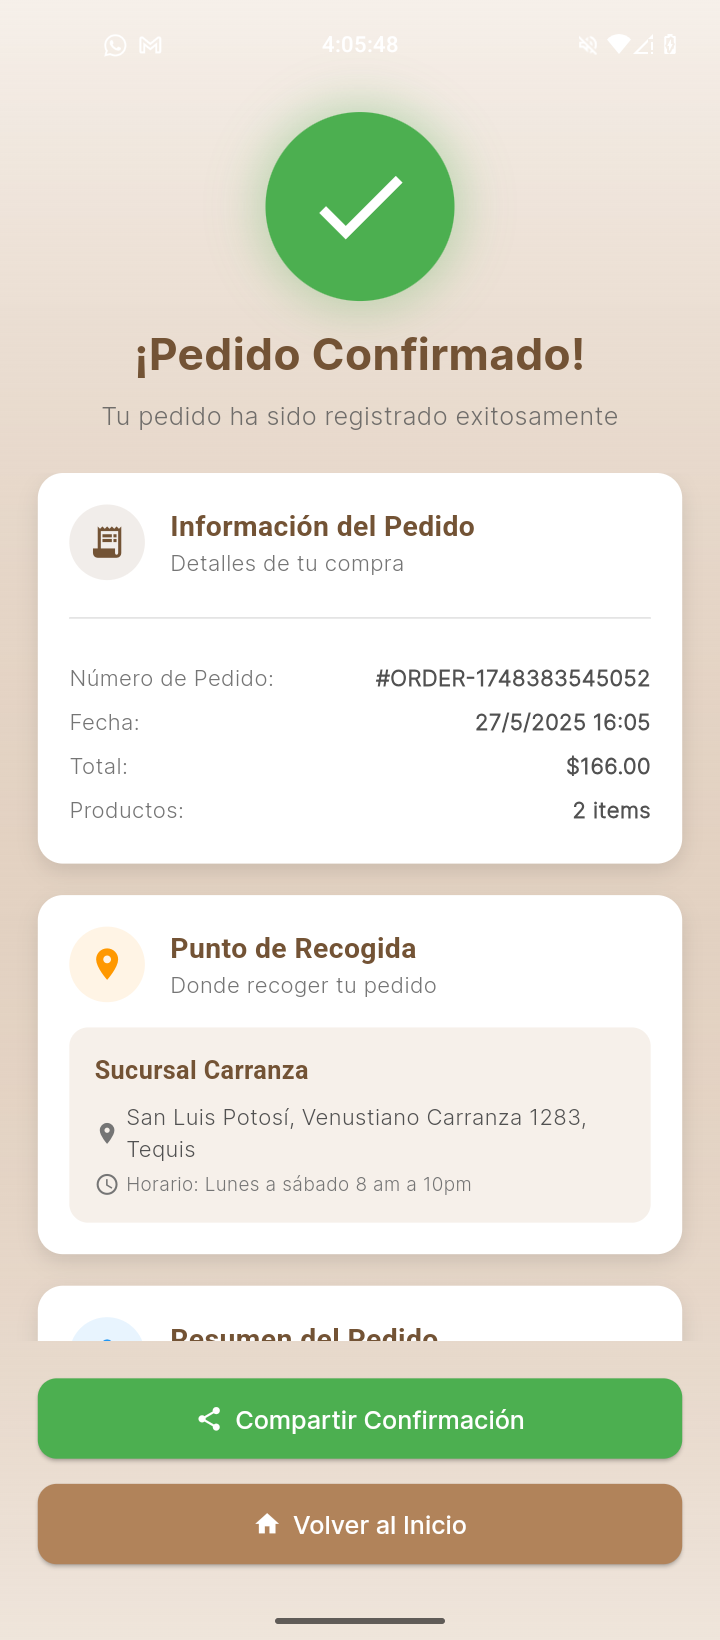 4:05:48
¡Pedido Confirmado!
Tu pedido ha sido registrado exitosamente
Información del Pedido
Detalles de tu compra
Número de Pedido: #ORDER-1748383545052
Fecha: 27/5/2025 16:05
Total: $166.00
Productos: 2 items
Punto de Recogida
Donde recoger tu pedido
Sucursal Carranza
San Luis Potosí, Venustiano Carranza 1283,
Tequis
Horario: Lunes a sábado 8 am a 10pm
Resumen del Pedido
Compartir Confirmación
Volver al Inicio